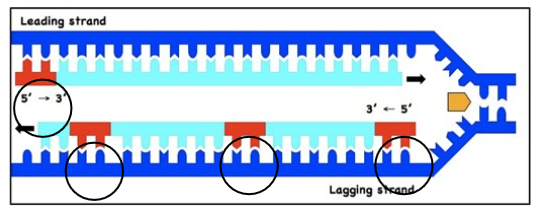 Leading strand
5' → 3'
3' ← 5'
Lagging strand